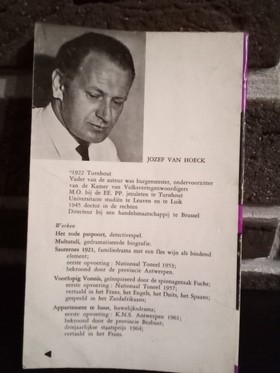 JOZEF VAN HOECK
°1922 Turnhout
Vader van de auteur was burgemeester, ondervoorzitter
van de Kamer van Volksvertegenwoordigers
M.O. bij de EE. PP. jezuïeten te Turnhout
Universitaire studiën te Leuven en te Luik
1945 doctor in de rechten
Directeur bij een handelsmaatschappij te Brussel
Werken
Het rode paspoort, detectivespel.
Multatuli, gedramatiseerde biografie.
Sauternes 1921, familiedrama met een fles wijn als bindend
element;
eerste opvoering : Nationaal Toneel 1953;
bekroond door de provincie Antwerpen.
Voorlopig Vonnis, geïnspireerd door de spionagezaak Fuchs;
eerste opvoering : Nationaal Toneel 1957;
vertaald in het Frans, het Engels, het Duits, het Spaans;
gespeeld in het Zuidafrikaans;
Appartement te huur, huwelijksdrama;
eerste opvoering : K.N.S. Antwerpen 1961;
bekroond door de provincie Brabant;
driejaarlijkse staatsprijs 1964;
vertaald in het Frans.